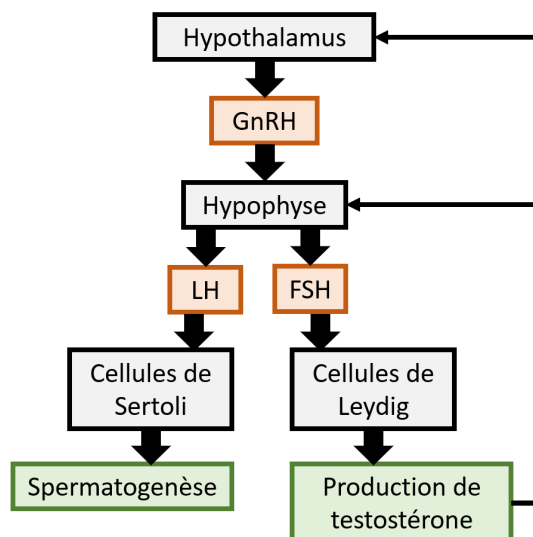 Hypothalamus
GnRH
Hypophyse
LH
FSH
Cellules de
Sertoli
Cellules de
Leydig
Spermatogenèse
Production de
testostérone